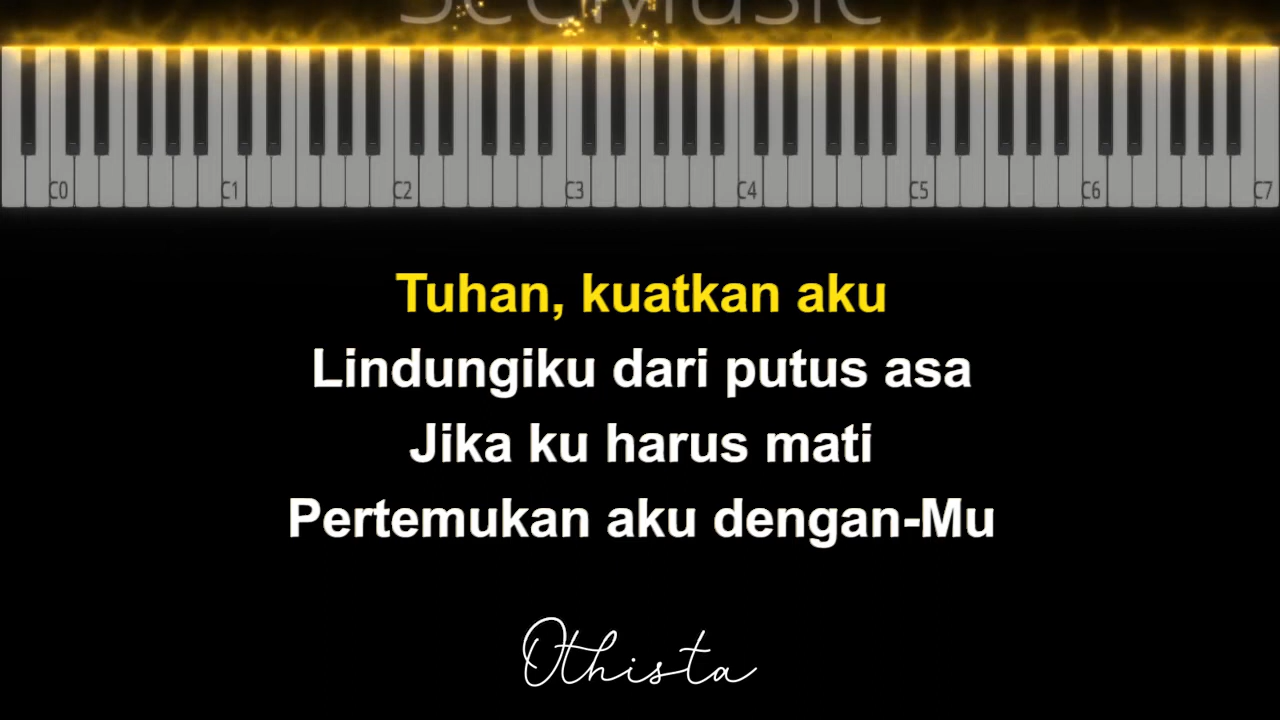 SeeMusic
C0 C1 C2 C3 C4 C5 C6 C7
Tuhan, kuatkan aku
Lindungiku dari putus asa
Jika ku harus mati
Pertemukan aku dengan-Mu
Othista